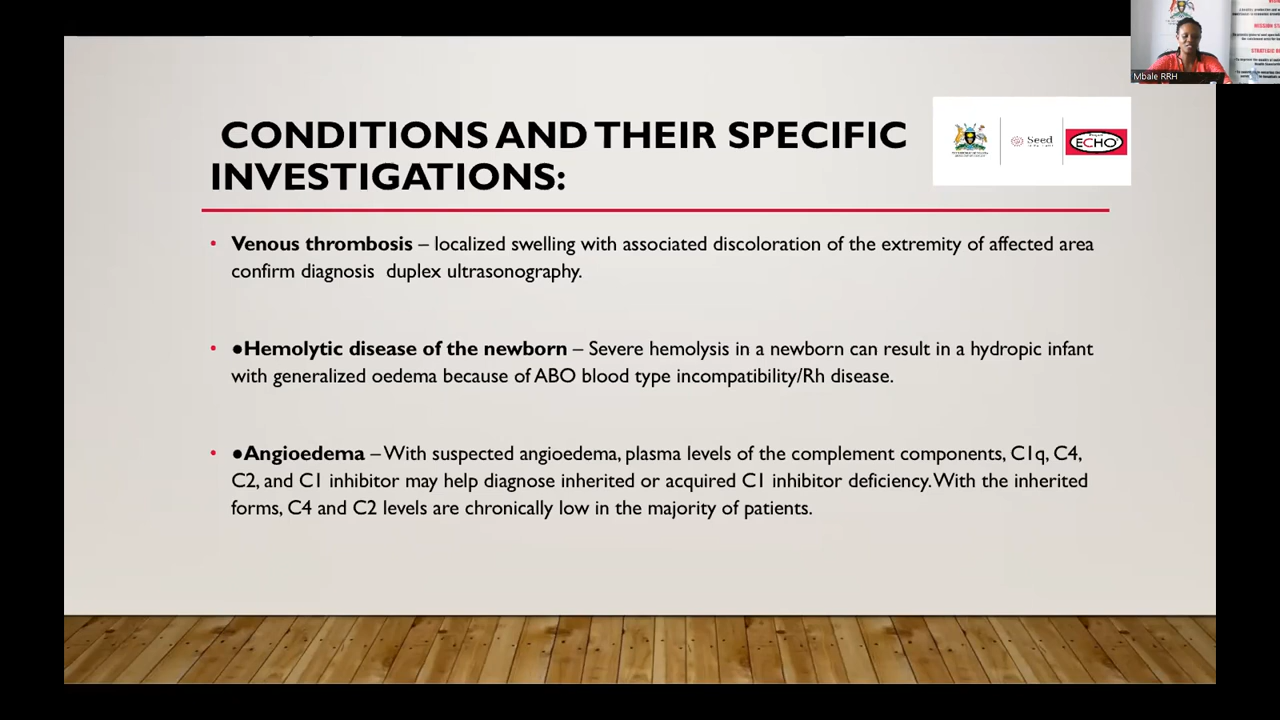 Mbale RRH
CONDITIONS AND THEIR SPECIFIC
INVESTIGATIONS:
Seed
ECHO
• Venous thrombosis – localized swelling with associated discoloration of the extremity of affected area
confirm diagnosis duplex ultrasonography.
• ●Hemolytic disease of the newborn – Severe hemolysis in a newborn can result in a hydropic infant
with generalized oedema because of ABO blood type incompatibility/Rh disease.
• ●Angioedema – With suspected angioedema, plasma levels of the complement components, C1q, C4,
C2, and C1 inhibitor may help diagnose inherited or acquired C1 inhibitor deficiency. With the inherited
forms, C4 and C2 levels are chronically low in the majority of patients.